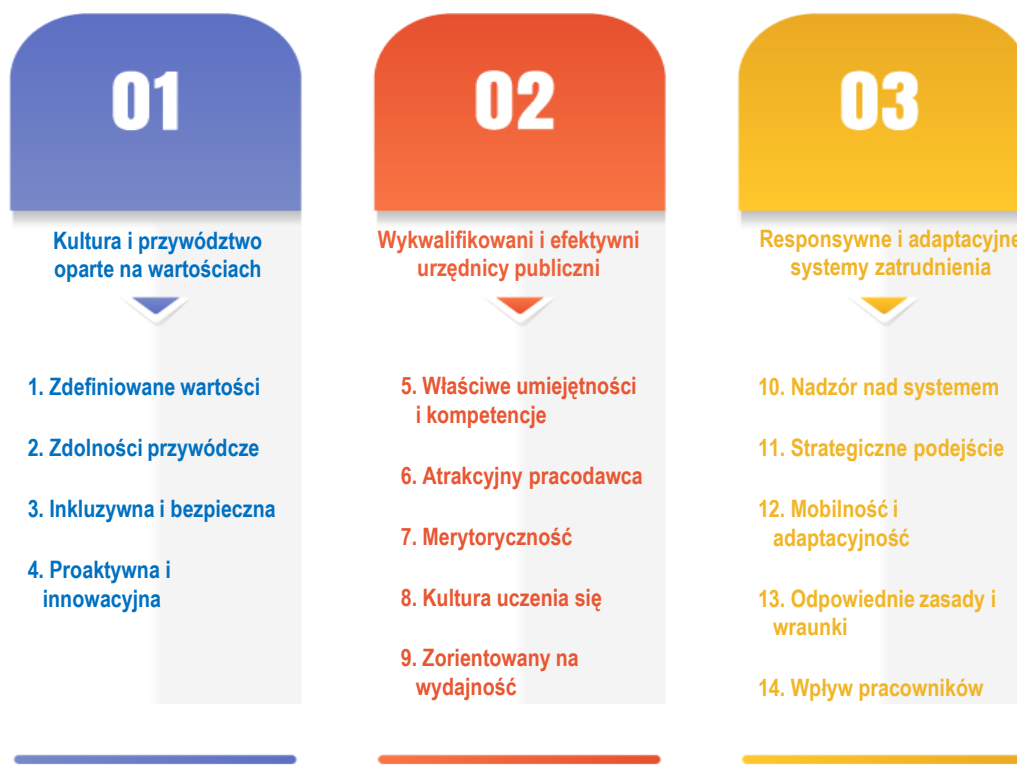 01
Kultura i przywództwo
oparte na wartościach
1. Zdefiniowane wartości
2. Zdolności przywódcze
3. Inkluzywna i bezpieczna
4. Proaktywna i
innowacyjna
02
Wykwalifikowani i efektywni
urzędnicy publiczni
5. Właściwe umiejętności
i kompetencje
6. Atrakcyjny pracodawca
7. Merytoryczność
8. Kultura uczenia się
9. Zorientowany na
wydajność
03
Responsywne i adaptacyjne
systemy zatrudnienia
10. Nadzór nad systemem
11. Strategiczne podejście
12. Mobilność i
adaptacyjność
13. Odpowiednie zasady i
wraunki
14. Wpływ pracowników